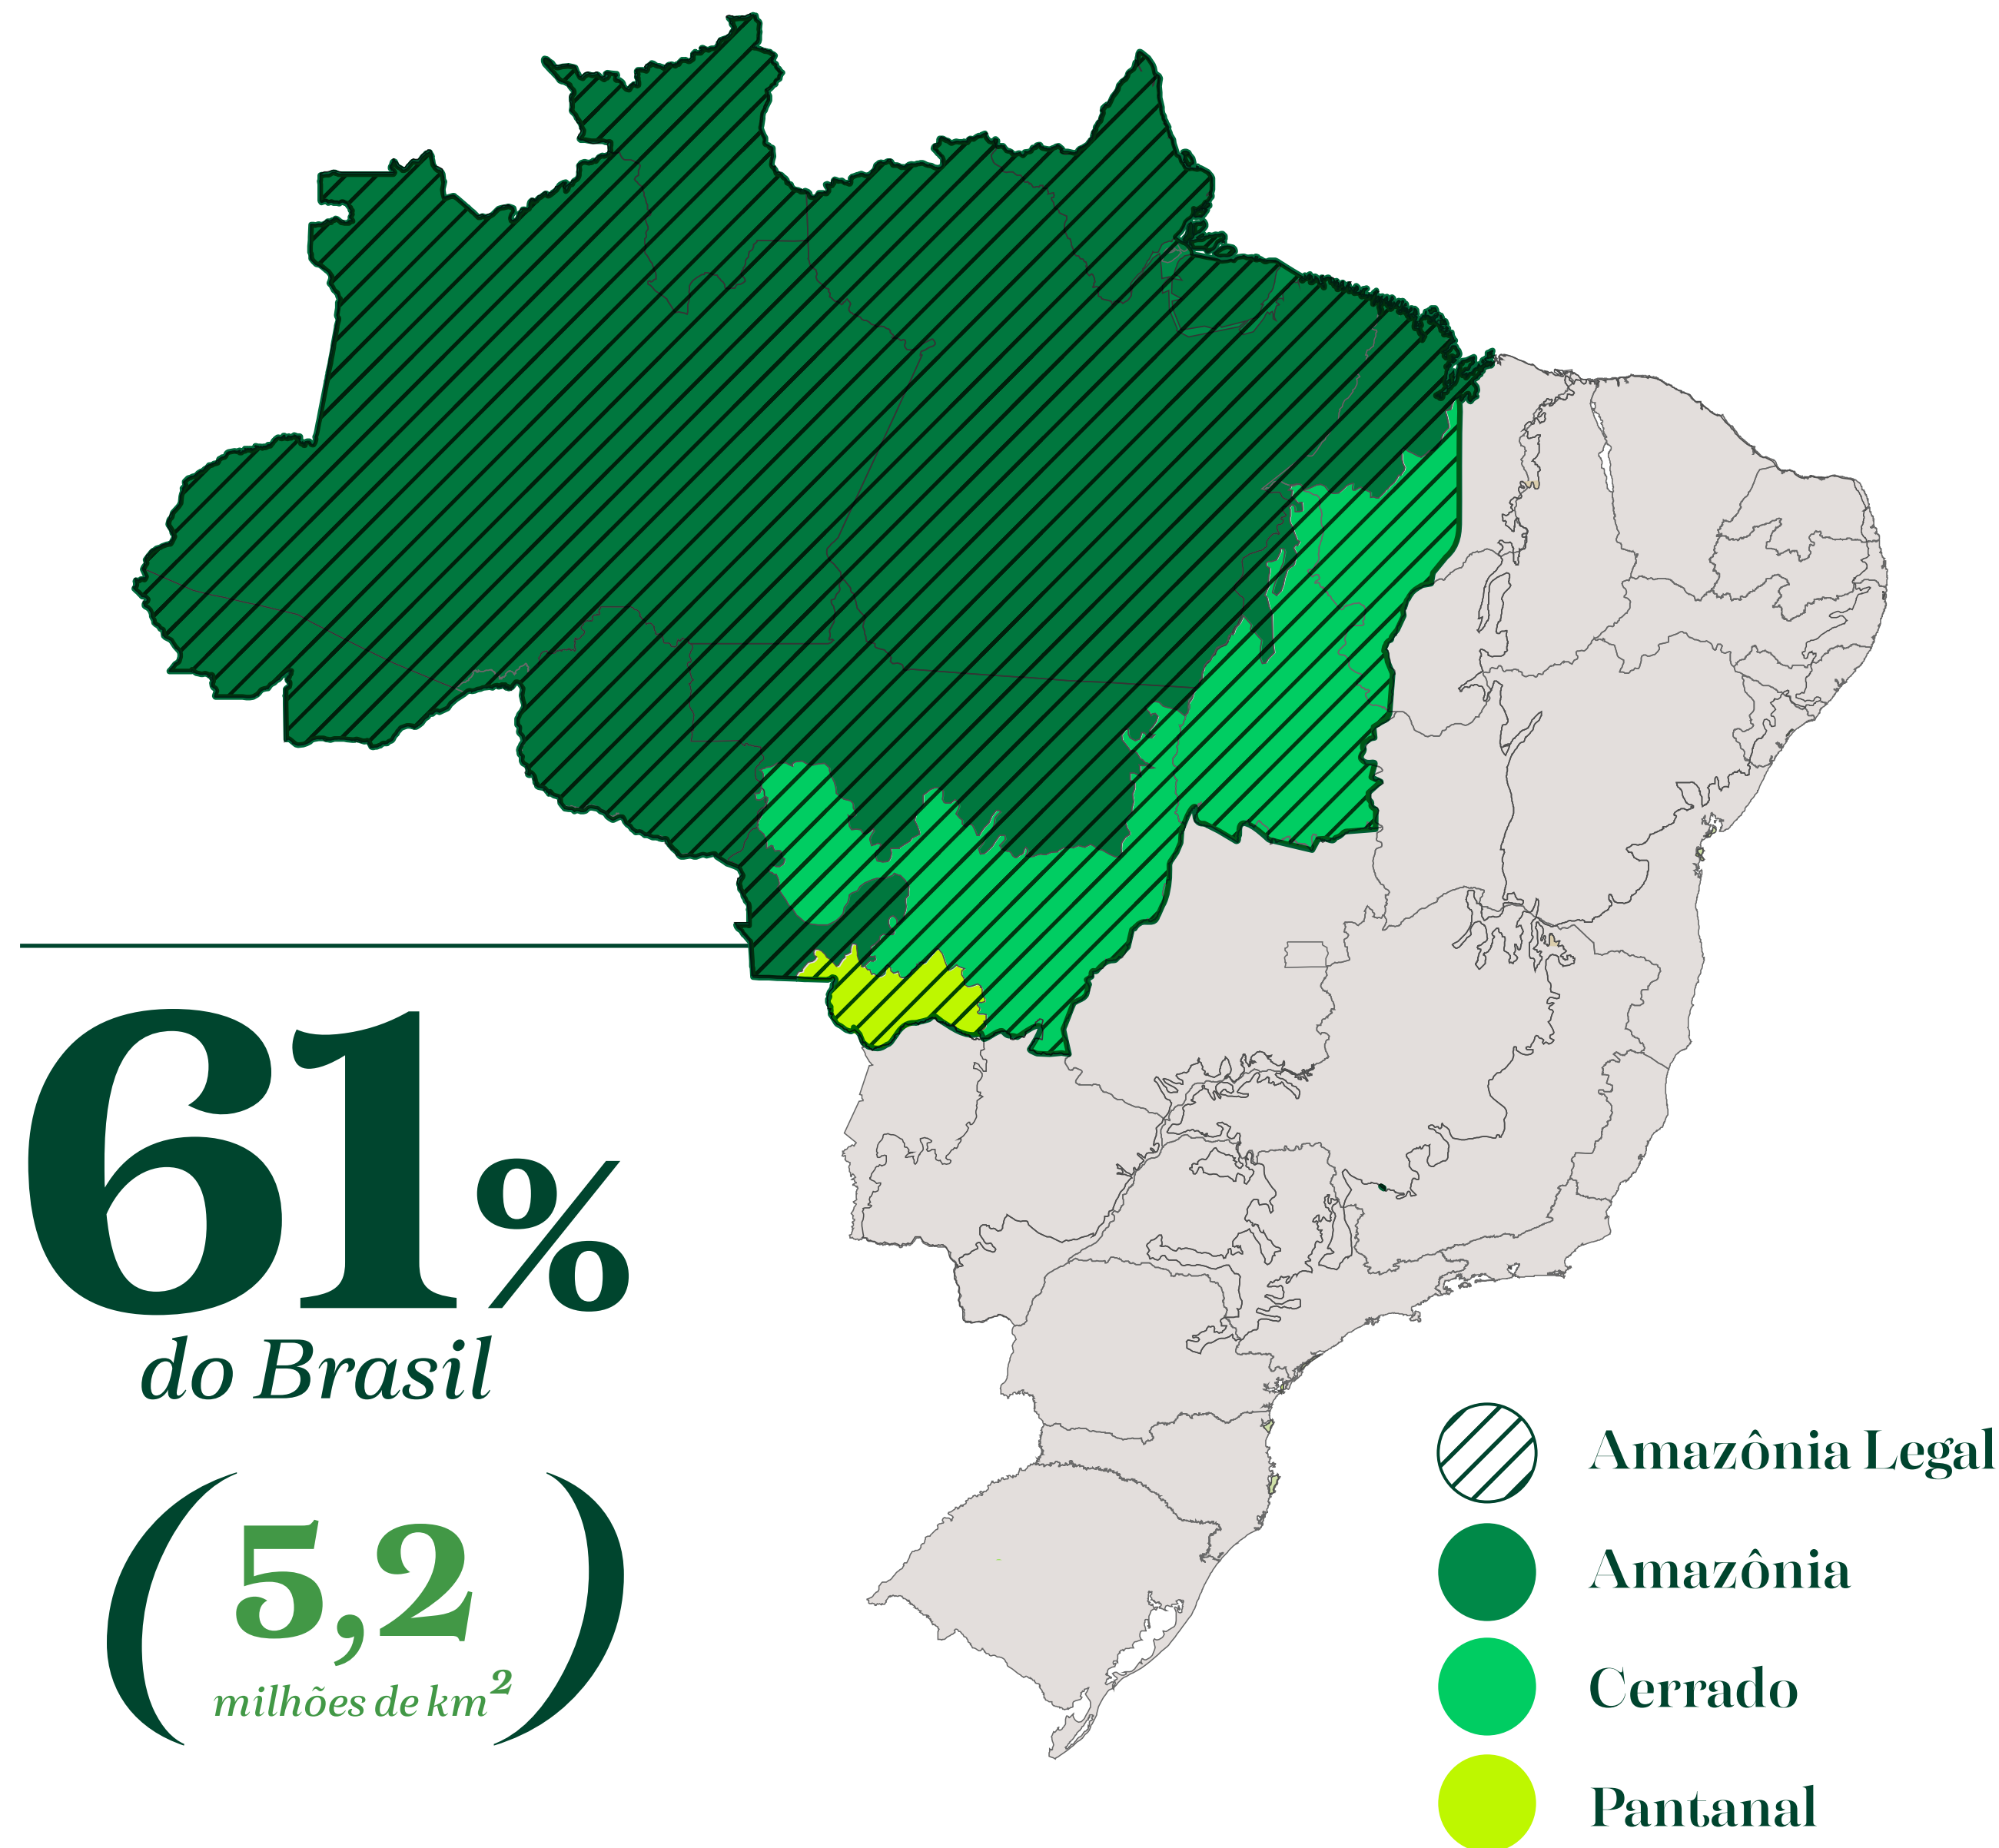 61%
do Brasil
(5,2
milhões de km²)
Amazônia Legal
Amazônia
Cerrado
Pantanal